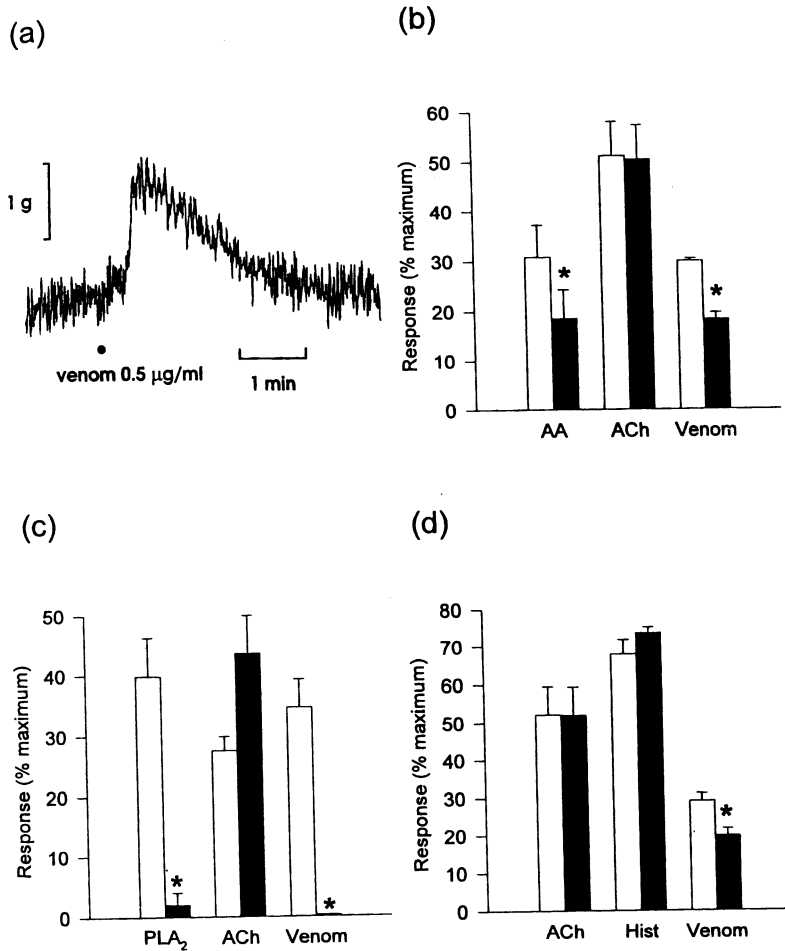 (a)
1 g
venom 0.5 µg/ml
1 min
(b)
Response (% maximum)
60
50
40
30
20
10
0
*
*
AA ACh Venom
(c)
Response (% maximum)
50
40
30
20
10
0
*
*
PLA₂ ACh Venom
(d)
Response (% maximum)
80
70
60
50
40
30
20
10
0
*
ACh Hist Venom